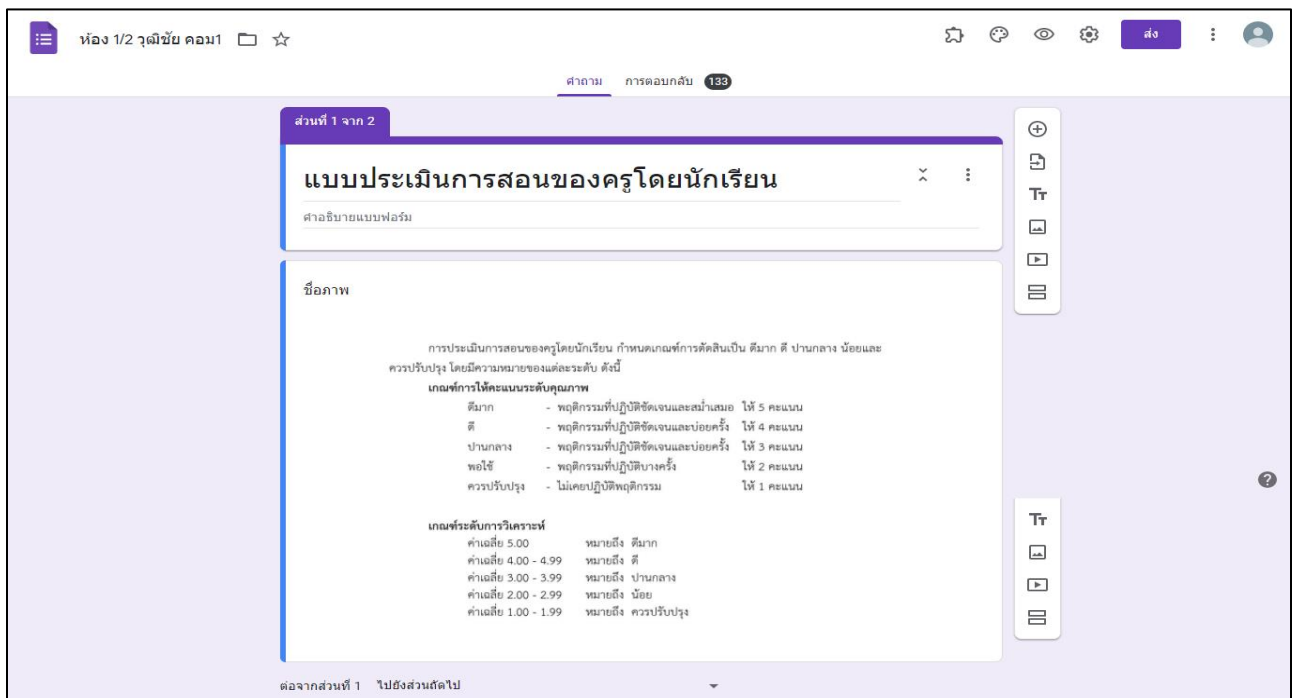 ห้อง 1/2 วุฒิชัย คอม1
ส่ง
คำถาม การตอบกลับ 133
ส่วนที่ 1 จาก 2
แบบประเมินการสอนของครูโดยนักเรียน
คำอธิบายแบบฟอร์ม
ชื่อภาพ
การประเมินการสอนของครูโดยนักเรียน กำหนดเกณฑ์การตัดสินเป็น ดีมาก ดี ปานกลาง น้อยและ
ควรปรับปรุง โดยมีความหมายของแต่ละระดับ ดังนี้
เกณฑ์การให้คะแนนระดับคุณภาพ
ดีมาก - พฤติกรรมที่ปฏิบัติชัดเจนและสม่ำเสมอ ให้ 5 คะแนน
ดี - พฤติกรรมที่ปฏิบัติชัดเจนและบ่อยครั้ง ให้ 4 คะแนน
ปานกลาง - พฤติกรรมที่ปฏิบัติชัดเจนและบ่อยครั้ง ให้ 3 คะแนน
พอใช้ - พฤติกรรมที่ปฏิบัติบางครั้ง ให้ 2 คะแนน
ควรปรับปรุง - ไม่เคยปฏิบัติพฤติกรรม ให้ 1 คะแนน
เกณฑ์ระดับการวิเคราะห์
ค่าเฉลี่ย 5.00 หมายถึง ดีมาก
ค่าเฉลี่ย 4.00 - 4.99 หมายถึง ดี
ค่าเฉลี่ย 3.00 - 3.99 หมายถึง ปานกลาง
ค่าเฉลี่ย 2.00 - 2.99 หมายถึง น้อย
ค่าเฉลี่ย 1.00 - 1.99 หมายถึง ควรปรับปรุง
ต่อจากส่วนที่ 1 ไปยังส่วนถัดไป